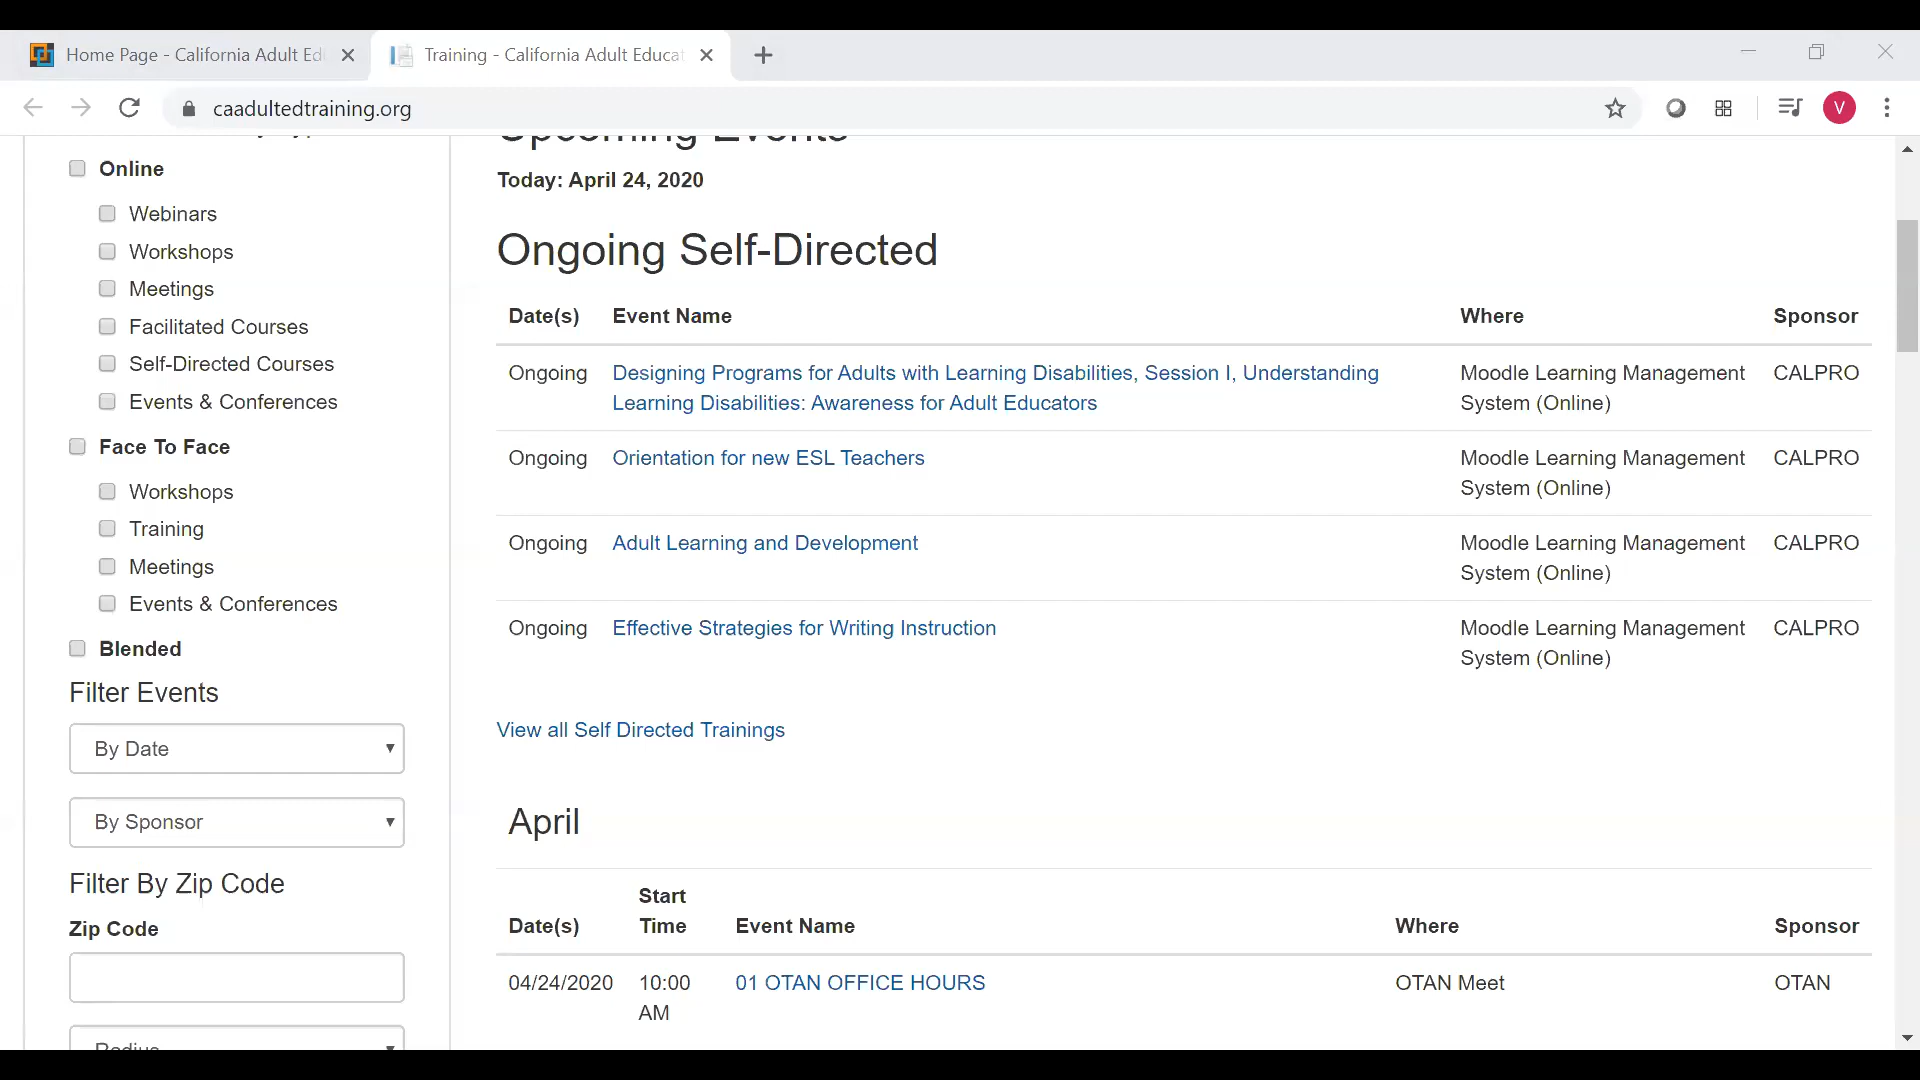 Home Page - California Adult Ed
Training - California Adult Educat
caadultedtraining.org
V
Upcoming Events
Today: April 24, 2020
Online
Webinars
Workshops
Meetings
Facilitated Courses
Self-Directed Courses
Events & Conferences
Face To Face
Workshops
Training
Meetings
Events & Conferences
Blended
Filter Events
By Date
By Sponsor
Filter By Zip Code
Zip Code
Radius
Ongoing Self-Directed
Date(s) Event Name Where Sponsor
Ongoing Designing Programs for Adults with Learning Disabilities, Session I, Understanding Moodle Learning Management CALPRO
Learning Disabilities: Awareness for Adult Educators System (Online)
Ongoing Orientation for new ESL Teachers Moodle Learning Management CALPRO
System (Online)
Ongoing Adult Learning and Development Moodle Learning Management CALPRO
System (Online)
Ongoing Effective Strategies for Writing Instruction Moodle Learning Management CALPRO
System (Online)
View all Self Directed Trainings
April
Start
Date(s) Time Event Name Where Sponsor
04/24/2020 10:00 01 OTAN OFFICE HOURS OTAN Meet OTAN
AM